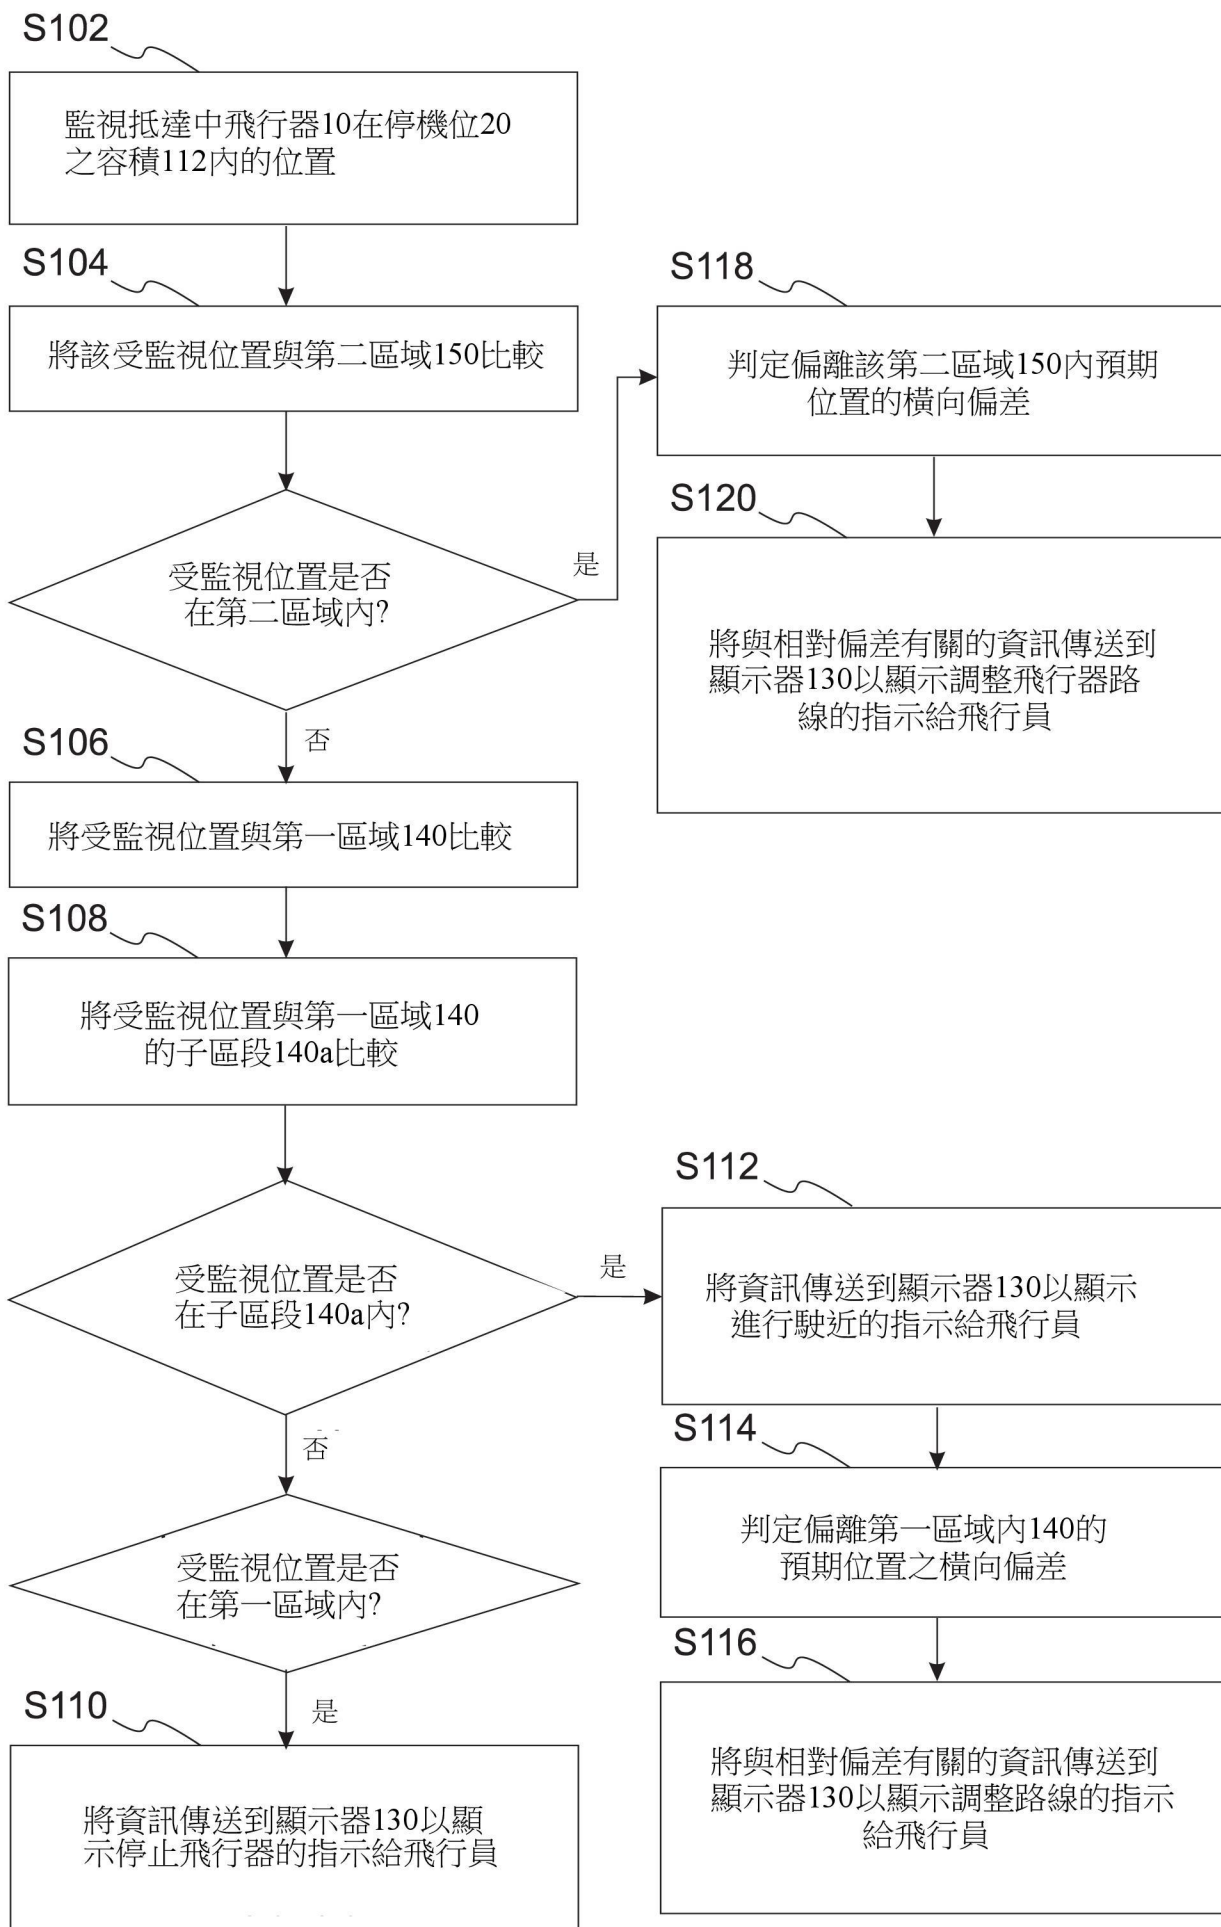 S102
監視抵達中飛行器10在停機位20
之容積112內的位置
S104
將該受監視位置與第二區域150比較
受監視位置是否
在第二區域內?
是
否
S118
判定偏離該第二區域150內預期
位置的橫向偏差
S120
將與相對偏差有關的資訊傳送到
顯示器130以顯示調整飛行器路
線的指示給飛行員
S106
將受監視位置與第一區域140比較
S108
將受監視位置與第一區域140
的子區段140a比較
受監視位置是否
在子區段140a內?
是
否
S112
將資訊傳送到顯示器130以顯示
進行駛近的指示給飛行員
S114
判定偏離第一區域內140的
預期位置之橫向偏差
S116
將與相對偏差有關的資訊傳送到
顯示器130以顯示調整路線的指示
給飛行員
受監視位置是否
在第一區域內?
是
S110
將資訊傳送到顯示器130以顯
示停止飛行器的指示給飛行員